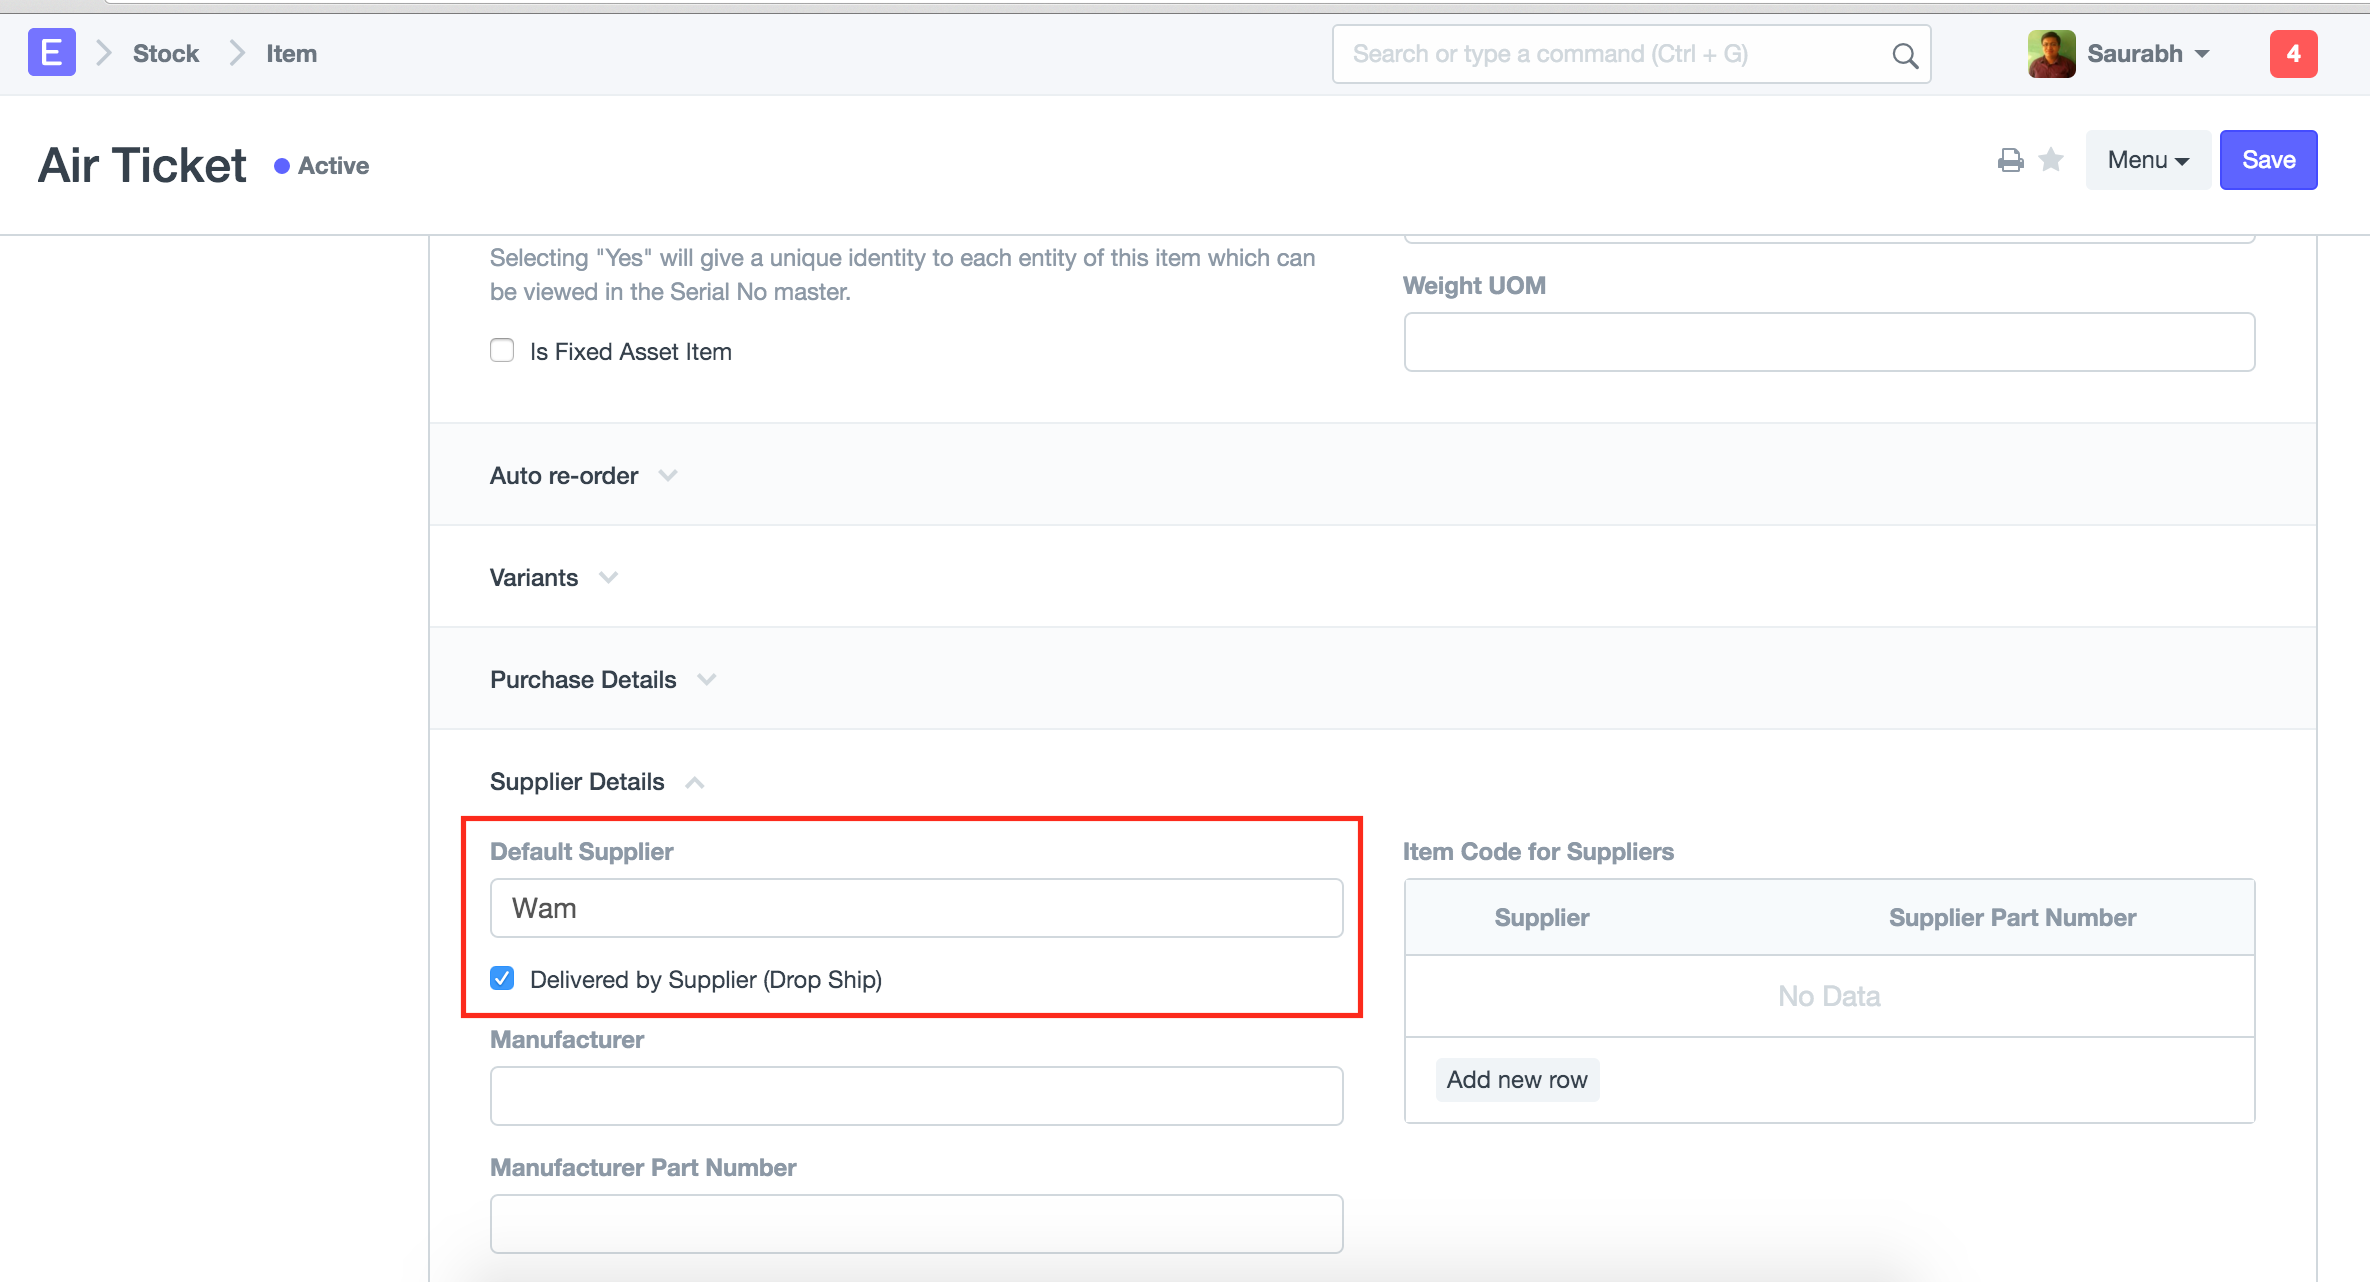 E Stock Item Search or type a command (Ctrl + G) Saurabh 4
Air Ticket Active Menu Save
Selecting "Yes" will give a unique identity to each entity of this item which can
be viewed in the Serial No master.
Is Fixed Asset Item
Weight UOM
Auto re-order
Variants
Purchase Details
Supplier Details
Default Supplier
Wam
Delivered by Supplier (Drop Ship)
Manufacturer
Manufacturer Part Number
Item Code for Suppliers
Supplier Supplier Part Number
No Data
Add new row